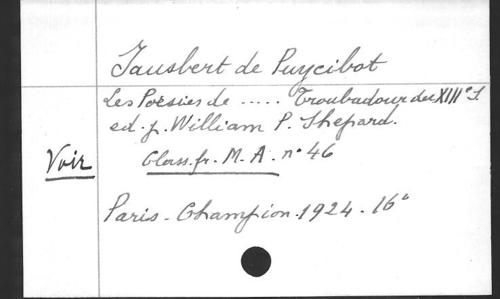 Jausbert de Puycibot
Les Poésies de ..... Troubadour du XIIIe S.
ed. p. William P. Shepard.
Voir
Class. fr. M. A. n° 46
Paris - Champion. 1924. 16°